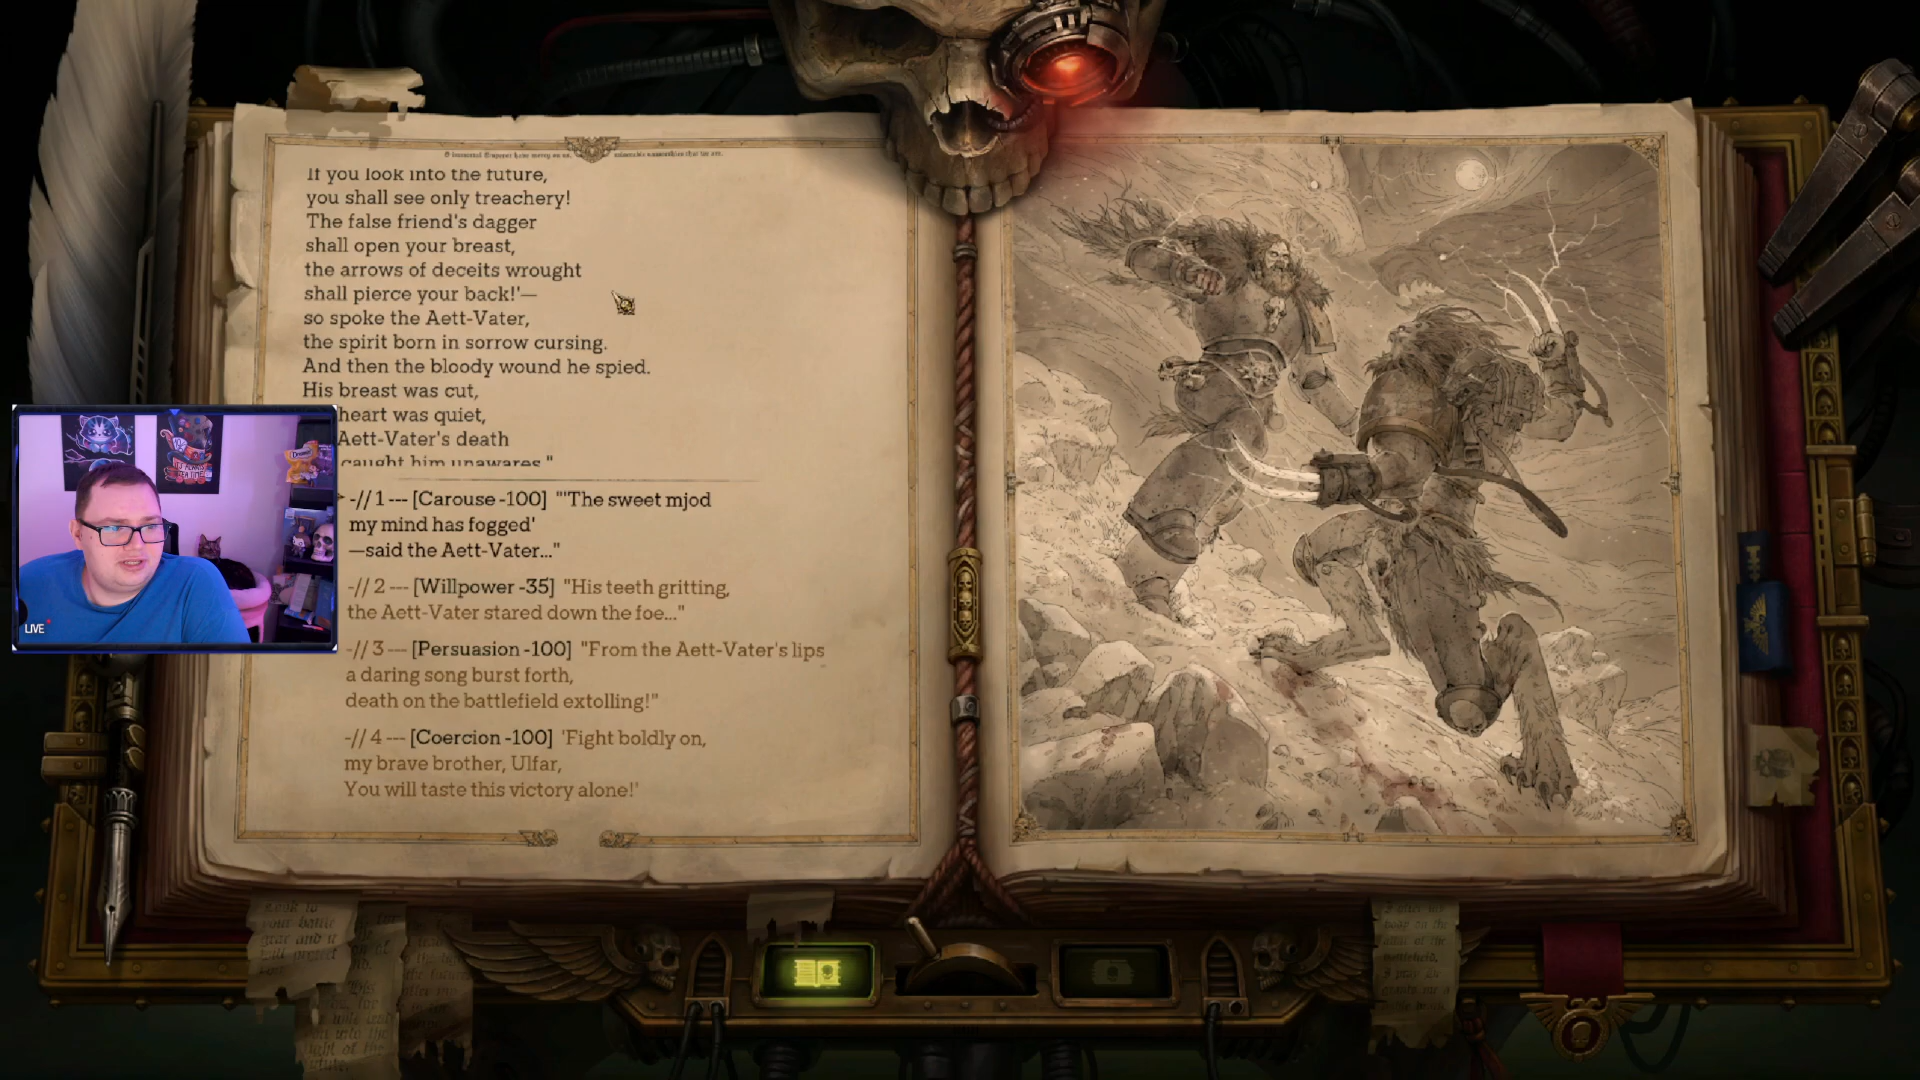 If you look into the future,
you shall see only treachery!
The false friend's dagger
shall open your breast,
the arrows of deceits wrought
shall pierce your back!'—
so spoke the Aett-Vater,
the spirit born in sorrow cursing.
And then the bloody wound he spied.
His breast was cut,
heart was quiet,
Aett-Vater's death
caught him unawares."
-// 1 --- [Carouse -100] "'The sweet mjod
my mind has fogged'
—said the Aett-Vater..."
-// 2 --- [Willpower -35] "His teeth gritting,
the Aett-Vater stared down the foe..."
-// 3 --- [Persuasion -100] "From the Aett-Vater's lips
a daring song burst forth,
death on the battlefield extolling!"
-// 4 --- [Coercion -100] 'Fight boldly on,
my brave brother, Ulfar,
You will taste this victory alone!'
LIVE